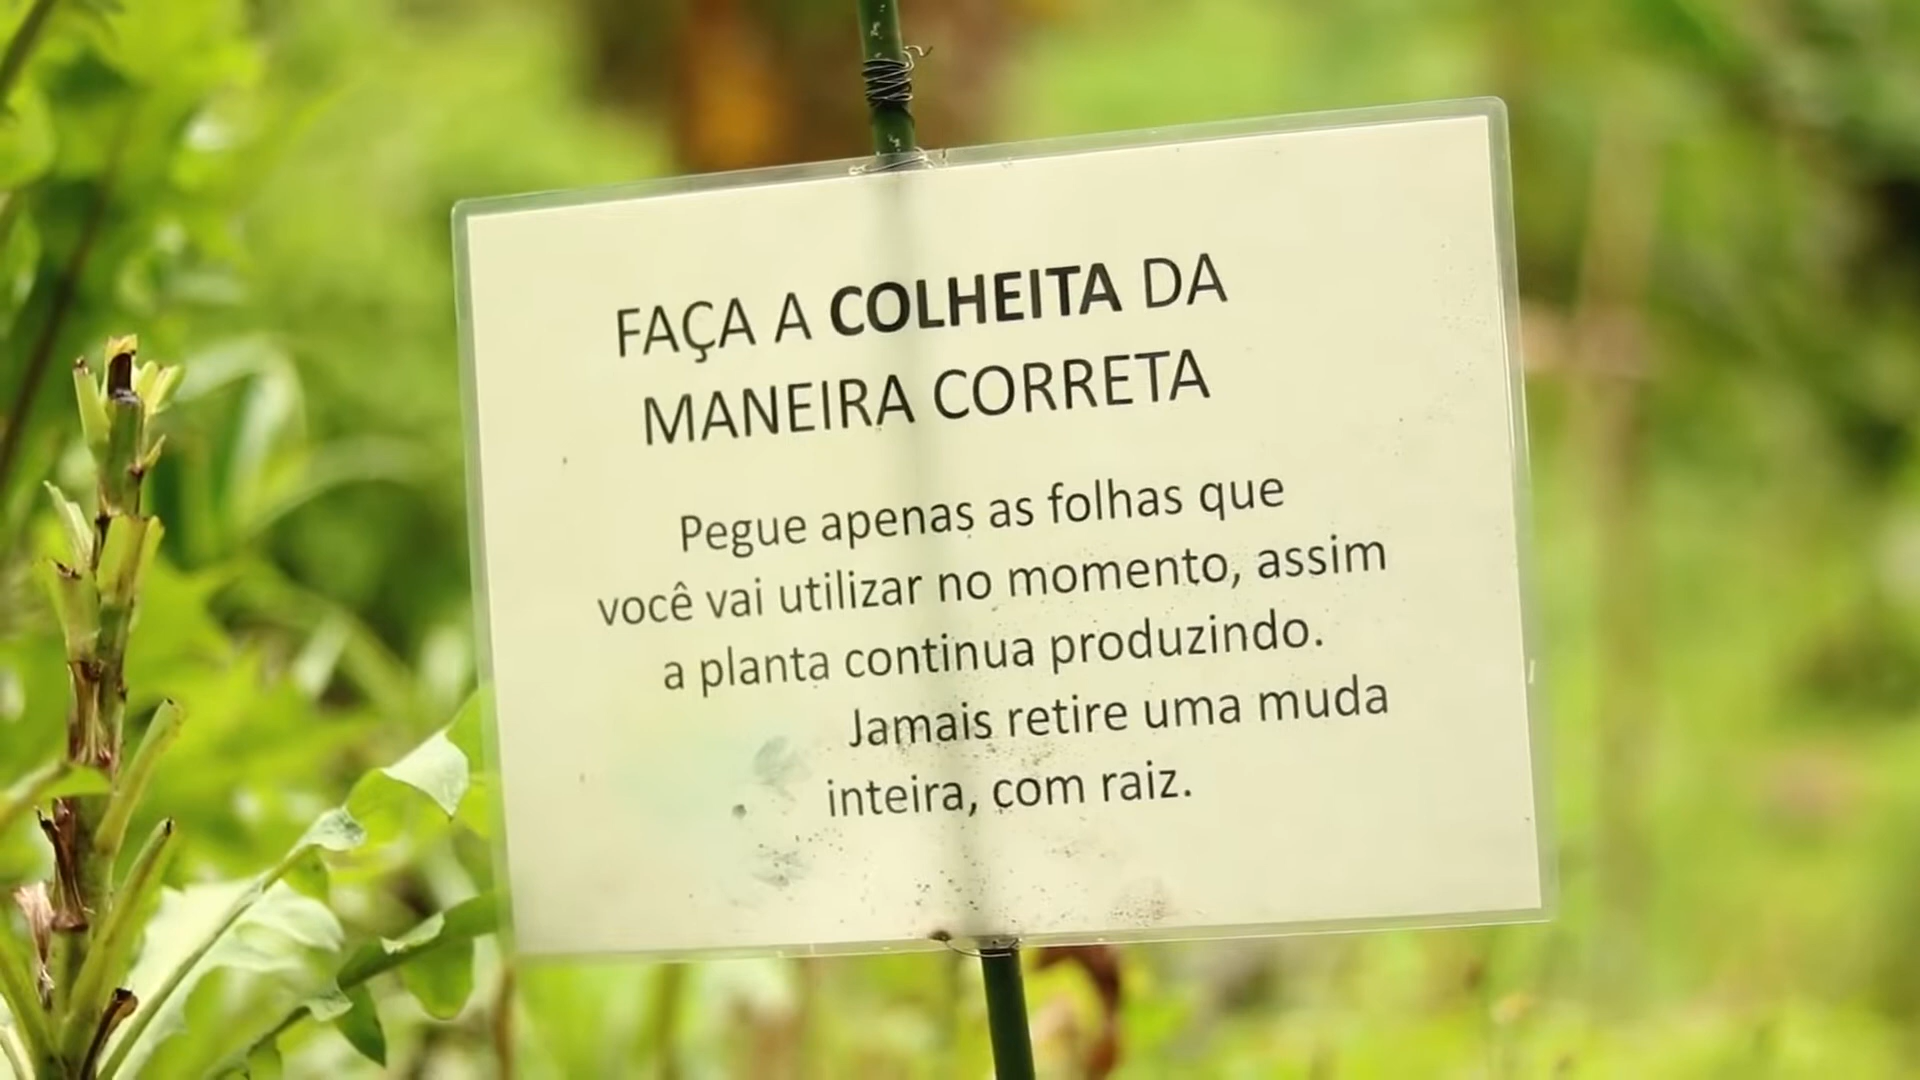 FAÇA A COLHEITA DA
MANEIRA CORRETA
Pegue apenas as folhas que
você vai utilizar no momento, assim
a planta continua produzindo.
Jamais retire uma muda
inteira, com raiz.